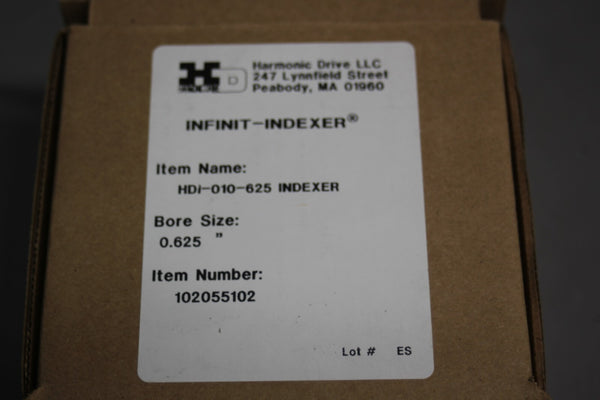 H D
Harmonic Drive LLC
247 Lynnfield Street
Peabody, MA 01960
INFINIT-INDEXER®
Item Name:
HDI-010-625 INDEXER
Bore Size:
0.625 "
Item Number:
102055102
Lot # ES